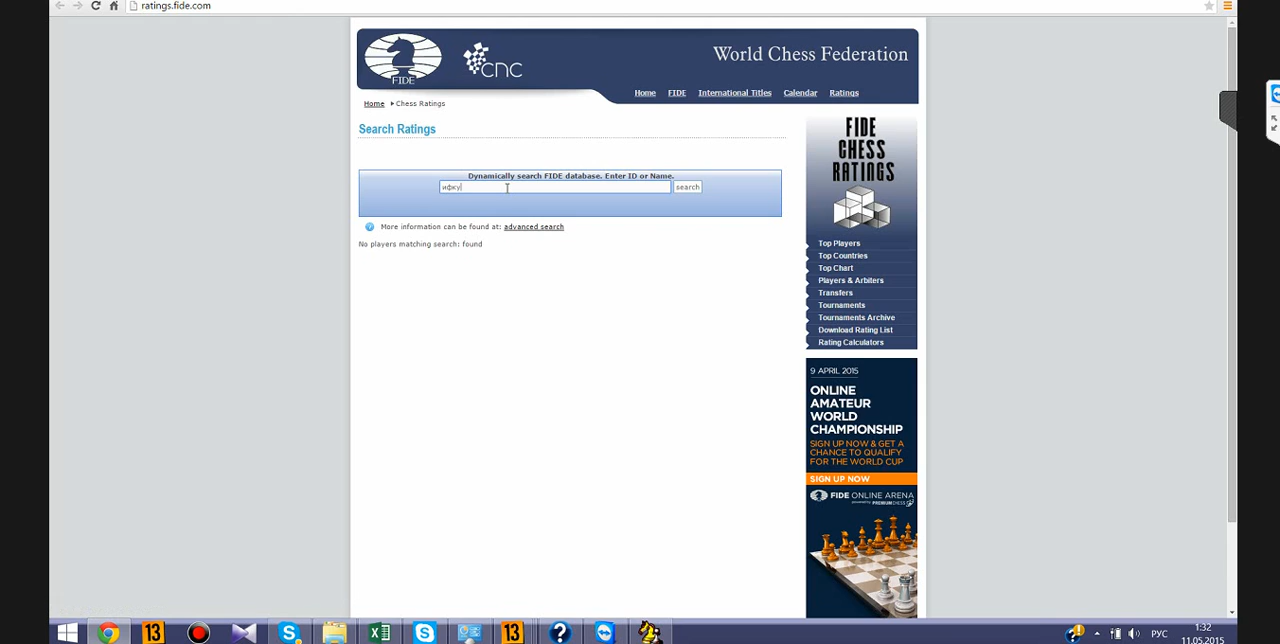 ratings.fide.com
FIDE
CNC
World Chess Federation
Home FIDE International Titles Calendar Ratings
Home Chess Ratings
Search Ratings
Dynamically search FIDE database. Enter ID or Name.
ифку
search
More information can be found at: advanced search
No players matching search: found
FIDE
CHESS
RATINGS
Top Players
Top Countries
Top Chart
Players & Arbiters
Transfers
Tournaments
Tournaments Archive
Download Rating List
Rating Calculators
9 APRIL 2015
ONLINE
AMATEUR
WORLD
CHAMPIONSHIP
SIGN UP NOW & GET A
CHANCE TO QUALIFY
FOR THE WORLD CUP
SIGN UP NOW
FIDE ONLINE ARENA
13
13
РУС
1:32
11.05.2015